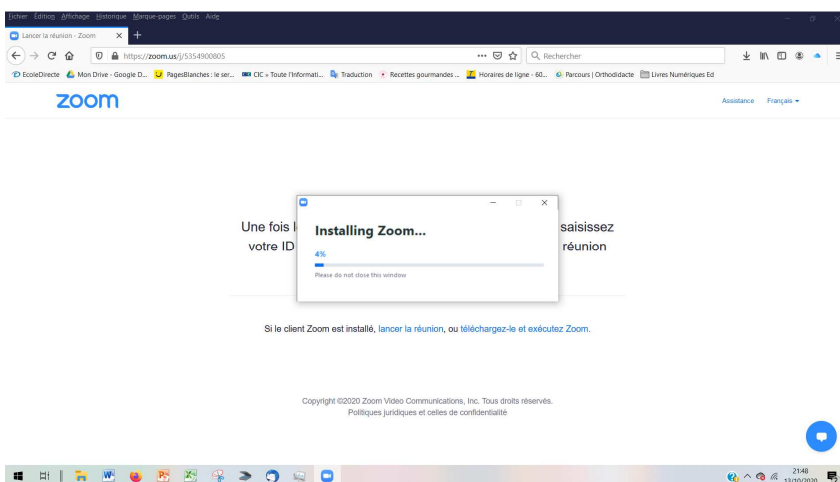 Fichier Édition Affichage Historique Marque-pages Outils Aide
Lancer la réunion - Zoom
https://zoom.us/j/5354900805
Rechercher
EcoleDirecte Mon Drive - Google D... PagesBlanches : le ser... CIC » Toute l'Informati... Traduction Recettes gourmandes ... Horaires de ligne - 60... Parcours | Orthodidacte Livres Numériques Ed
zoom
Assistance Français
Installing Zoom...
4%
Please do not close this window
Une fois l saisissez
votre ID réunion
Si le client Zoom est installé, lancer la réunion, ou téléchargez-le et exécutez Zoom.
Copyright ©2020 Zoom Video Communications, Inc. Tous droits réservés.
Politiques juridiques et celles de confidentialité
21:48
13/10/2020